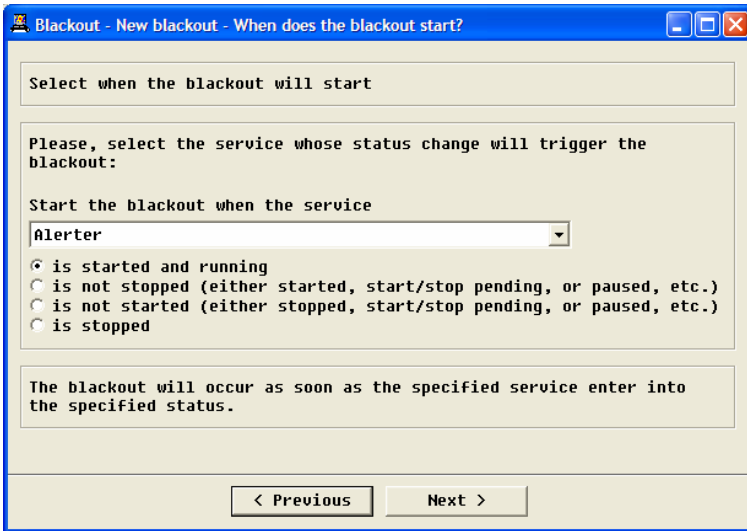 Blackout - New blackout - When does the blackout start?
Select when the blackout will start
Please, select the service whose status change will trigger the
blackout:
Start the blackout when the service
Alerter
is started and running
is not stopped (either started, start/stop pending, or paused, etc.)
is not started (either stopped, start/stop pending, or paused, etc.)
is stopped
The blackout will occur as soon as the specified service enter into
the specified status.
< Previous
Next >